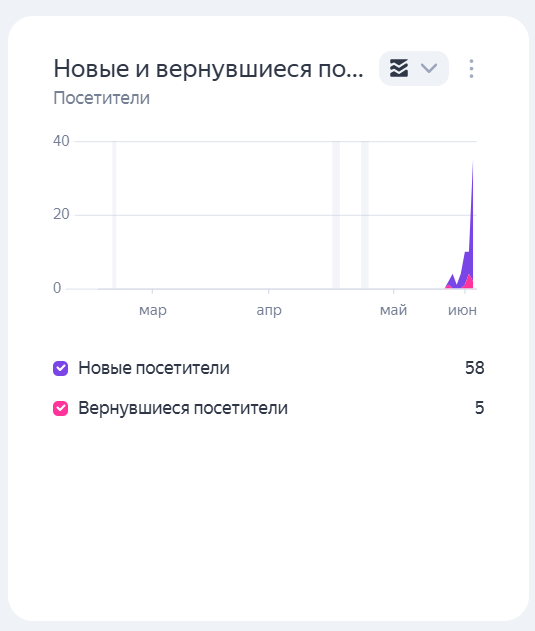 Новые и вернувшиеся по...
Посетители
40
20
0
мар апр май июн
Новые посетители 58
Вернувшиеся посетители 5